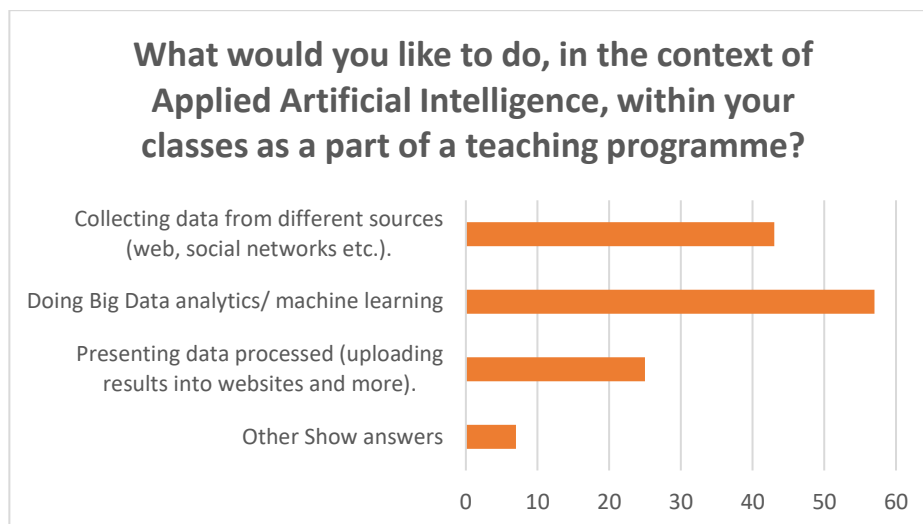 What would you like to do, in the context of
Applied Artificial Intelligence, within your
classes as a part of a teaching programme?
Collecting data from different sources
(web, social networks etc.).
Doing Big Data analytics/ machine learning
Presenting data processed (uploading
results into websites and more).
Other Show answers
0 10 20 30 40 50 60